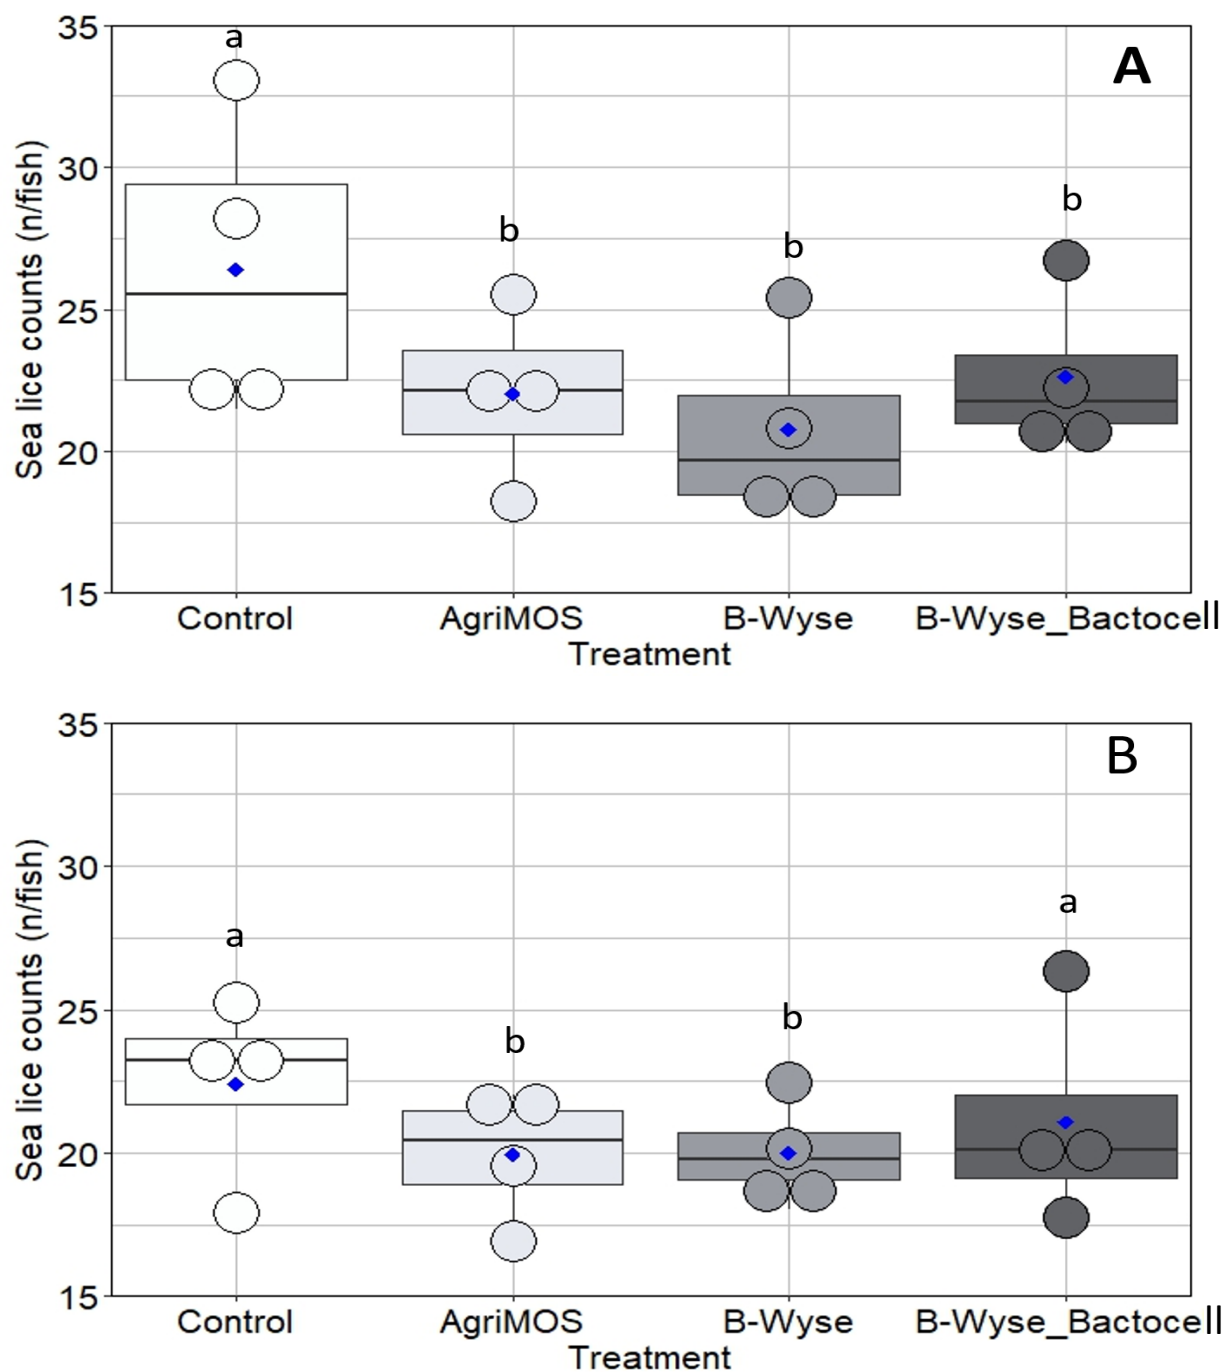 35
a
A
30
b
b
b
25
20
15
Sea lice counts (n/fish)
Control AgriMOS B-Wyse B-Wyse_Bactocell
Treatment
35
B
30
a
a
25
b
b
20
15
Sea lice counts (n/fish)
Control AgriMOS B-Wyse B-Wyse_Bactocell
Treatment